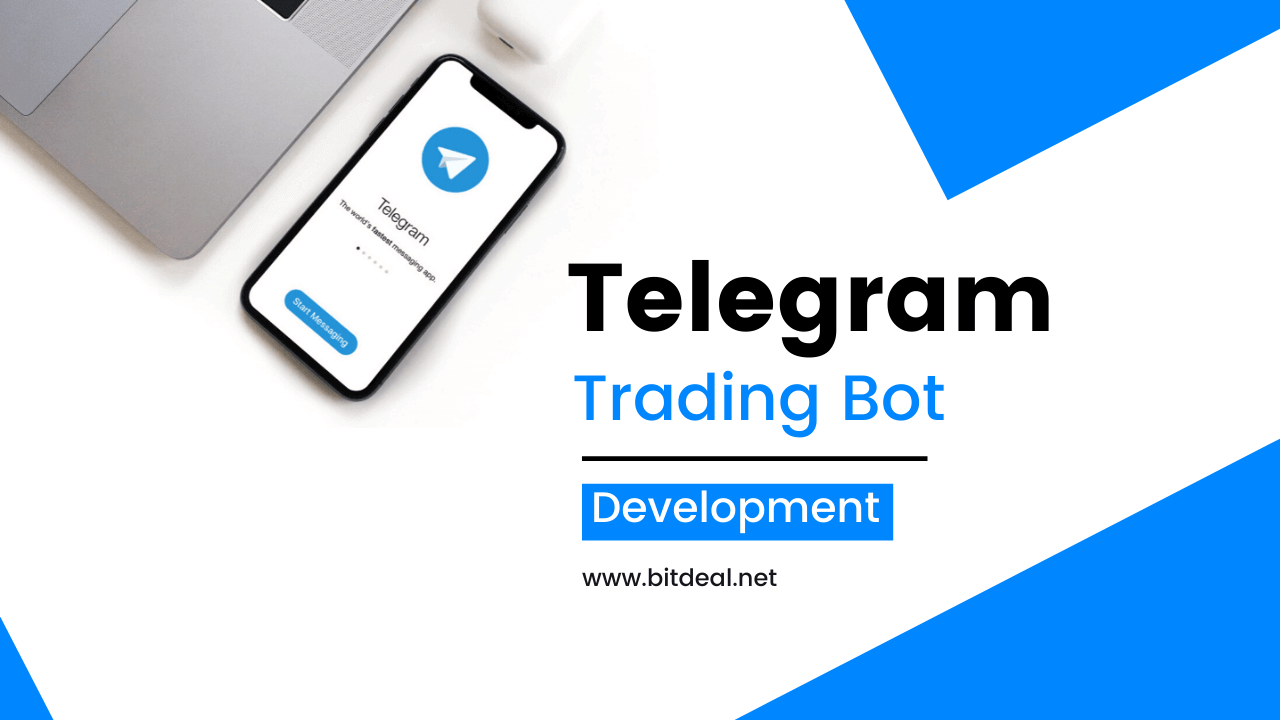 Telegram
The world's fastest messaging app.
Start Messaging
Telegram
Trading Bot
Development
www.bitdeal.net